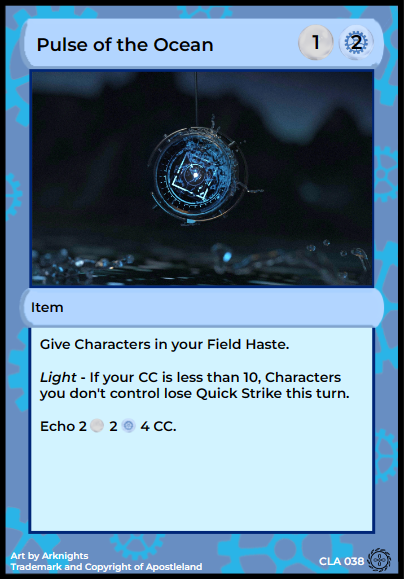 Pulse of the Ocean 1 2
Item
Give Characters in your Field Haste.
Light - If your CC is less than 10, Characters
you don't control lose Quick Strike this turn.
Echo 2 2 4 CC.
Art by Arknights
Trademark and Copyright of Apostleland
CLA 038